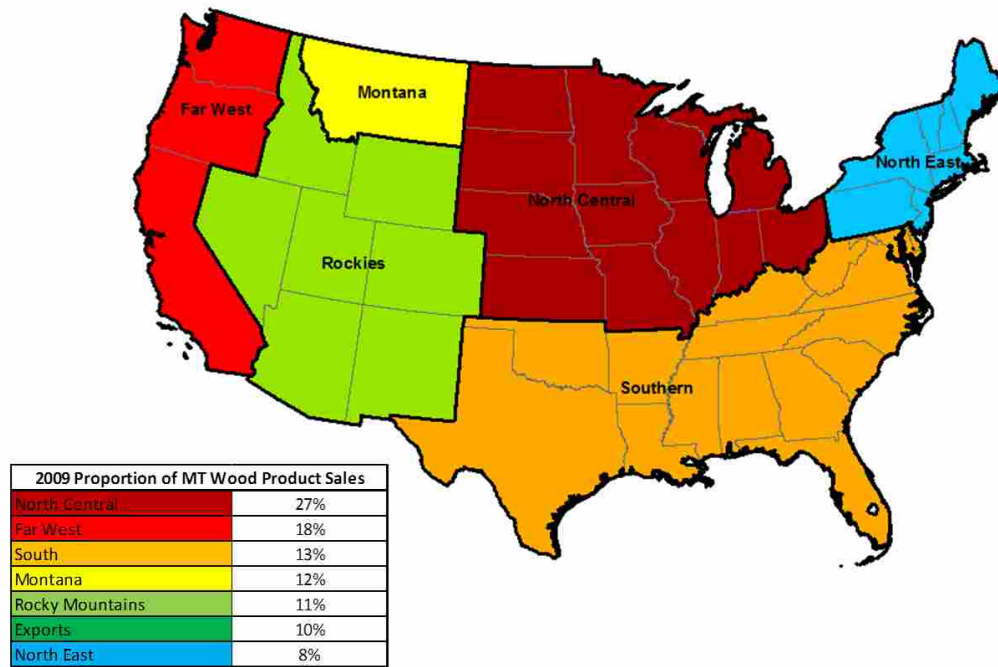 Montana
Far West
North East
North Central
Rockies
Southern
2009 Proportion of MT Wood Product Sales
North Central 27%
Far West 18%
South 13%
Montana 12%
Rocky Mountains 11%
Exports 10%
North East 8%